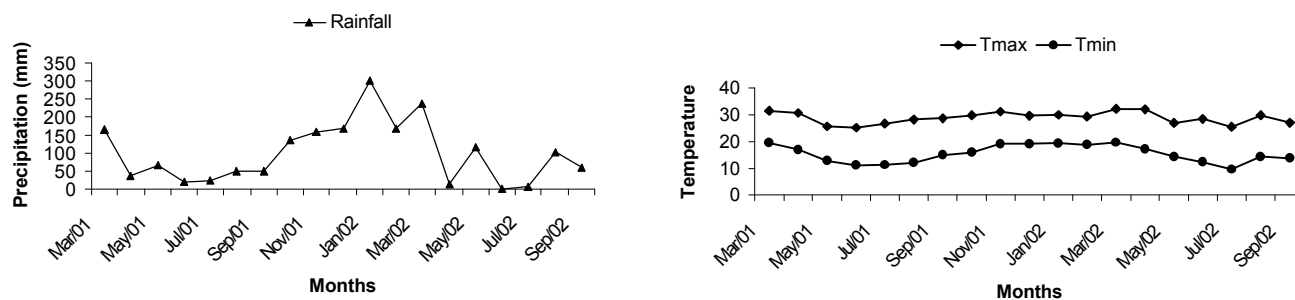 Rainfall
Precipitation (mm)
350
300
250
200
150
100
50
0
Mar/01
May/01
Jul/01
Sep/01
Nov/01
Jan/02
Mar/02
May/02
Jul/02
Sep/02
Months
Tmax
Tmin
Temperature
40
30
20
10
0
Mar/01
May/01
Jul/01
Sep/01
Nov/01
Jan/02
Mar/02
May/02
Jul/02
Sep/02
Months